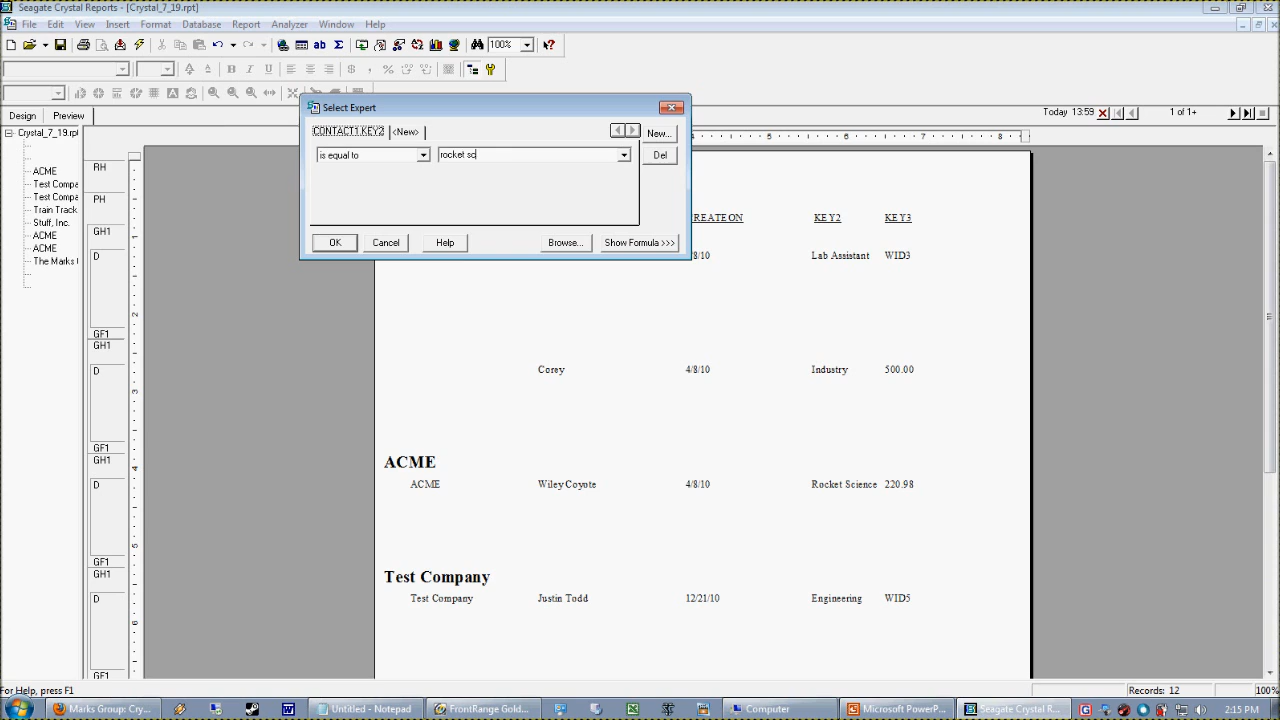 Seagate Crystal Reports - [Crystal_7_19.rpt]
File Edit View Insert Format Database Report Analyzer Window Help
100%
Design Preview Today 13:59 1 of 1+
Select Expert
CONTACT1.KEY2 <New> New...
is equal to rocket sc Del
OK Cancel Help Browse... Show Formula >>>
Crystal_7_19.rpt
ACME
Test Compa
Test Compa
Train Track
Stuff, Inc.
ACME
ACME
The Marks
RH
PH
GH1
D
GF1
GH1
D
GF1
GH1
D
GF1
GH1
D
GF1
REATEON KEY2 KEY3
/8/10 Lab Assistant WID3
Corey 4/8/10 Industry 500.00
ACME
ACME Wiley Coyote 4/8/10 Rocket Science 220.98
Test Company
Test Company Justin Todd 12/21/10 Engineering WID5
For Help, press F1 Records: 12 100%
Marks Group: Cry... Untitled - Notepad FrontRange Gold... Computer Microsoft PowerP... Seagate Crystal R... 2:15 PM